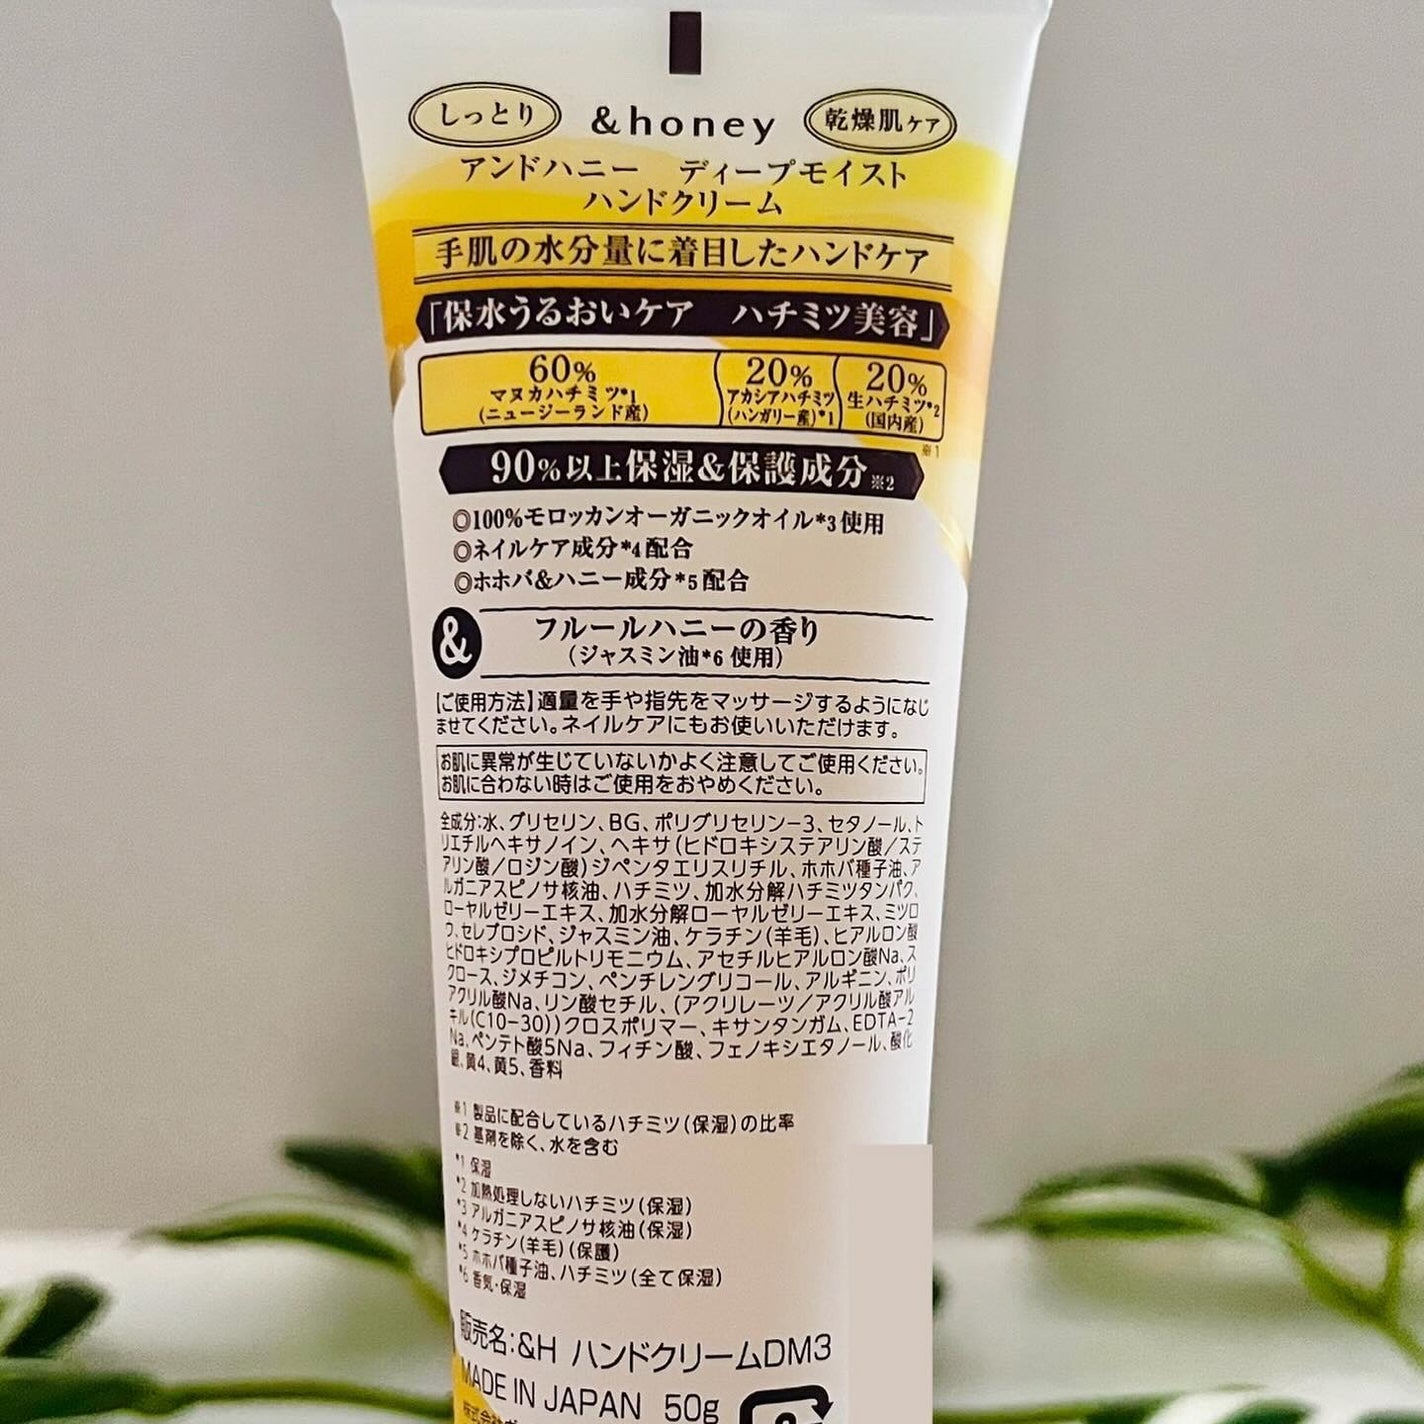 しっとり &honey 乾燥肌ケア
アンドハニー ディープモイスト
ハンドクリーム
手肌の水分量に着目したハンドケア
「保水うるおいケア ハチミツ美容」
60% 20% 20%
マヌカハチミツ*1 アカシアハチミツ 生ハチミツ*2
(ニュージーランド産) (ハンガリー産)*1 (国内産)
※1
90%以上保湿&保護成分※2
◎100%モロッカンオーガニックオイル*3使用
◎ネイルケア成分*4配合
◎ホホバ&ハニー成分*5配合
& フルールハニーの香り
(ジャスミン油*6 使用)
【ご使用方法】適量を手や指先をマッサージするようになじ
ませてください。ネイルケアにもお使いいただけます。
お肌に異常が生じていないかよく注意してご使用ください。
お肌に合わない時はご使用をおやめください。
全成分:水、グリセリン、BG、ポリグリセリン-3、セタノール、ト
リエチルヘキサノイン、ヘキサ(ヒドロキシステアリン酸/ステ
アリン酸/ロジン酸)ジペンタエリスリチル、ホホバ種子油、ア
ルガニアスピノサ核油、ハチミツ、加水分解ハチミツタンパク、
ローヤルゼリーエキス、加水分解ローヤルゼリーエキス、ミツロ
ウ、セレブロシド、ジャスミン油、ケラチン(羊毛)、ヒアルロン酸
ヒドロキシプロピルトリモニウム、アセチルヒアルロン酸Na、ス
クロース、ジメチコン、ペンチレングリコール、アルギニン、ポリ
アクリル酸Na、リン酸セチル、(アクリレーツ/アクリル酸アル
キル(C10-30))クロスポリマー、キサンタンガム、EDTA-2
Na、ペンテト酸5Na、フィチン酸、フェノキシエタノール、酸化
銀、黄4、黄5、香料
※1 製品に配合しているハチミツ(保湿)の比率
※2 基剤を除く、水を含む
*1 保湿
*2 加熱処理しないハチミツ(保湿)
*3 アルガニアスピノサ核油(保湿)
*4 ケラチン(羊毛)(保護)
*5 ホホバ種子油、ハチミツ(全て保湿)
*6 香気・保湿
販売名:&H ハンドクリームDM3
MADE IN JAPAN 50g
株式会社